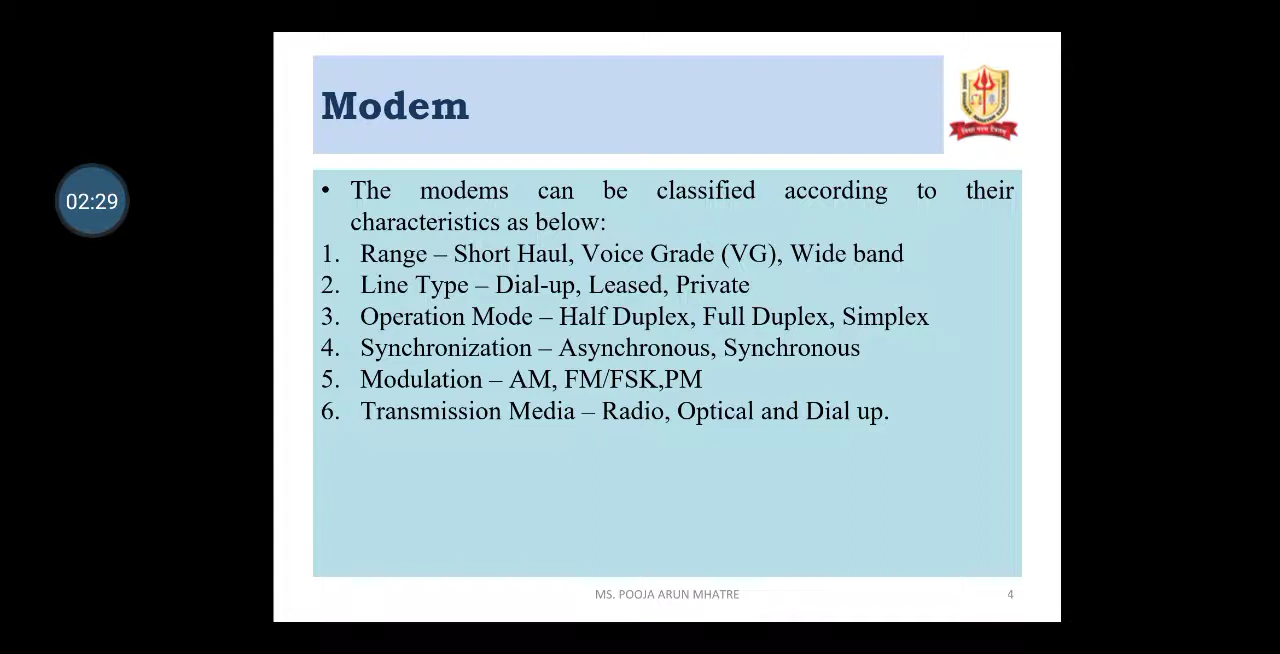 Modem
02:29
• The modems can be classified according to their
characteristics as below:
1. Range – Short Haul, Voice Grade (VG), Wide band
2. Line Type – Dial-up, Leased, Private
3. Operation Mode – Half Duplex, Full Duplex, Simplex
4. Synchronization – Asynchronous, Synchronous
5. Modulation – AM, FM/FSK,PM
6. Transmission Media – Radio, Optical and Dial up.
MS. POOJA ARUN MHATRE
4